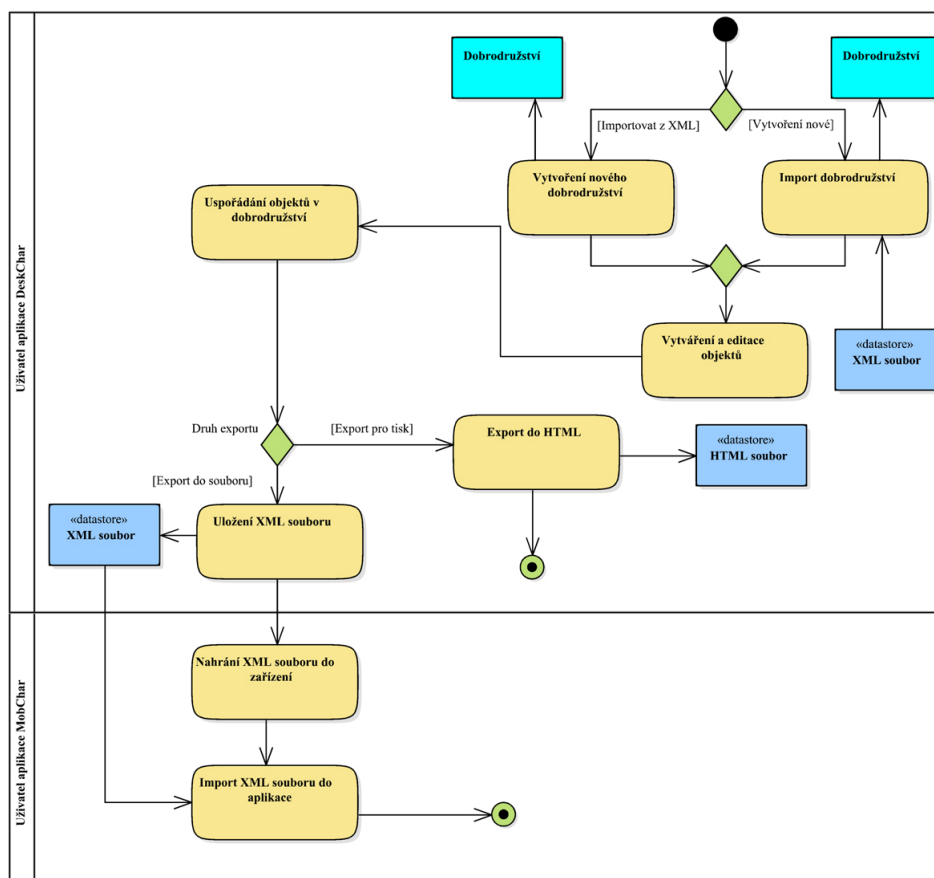 Uživatel aplikace DeskChar
Dobrodružství
Dobrodružství
[Importovat z XML]
[Vytvoření nové]
Vytvoření nového
dobrodružství
Import dobrodružství
Uspořádání objektů v
dobrodružství
Vytváření a editace
objektů
«datastore»
XML soubor
Druh exportu
[Export pro tisk]
Export do HTML
«datastore»
HTML soubor
[Export do souboru]
«datastore»
XML soubor
Uložení XML souboru
Uživatel aplikace MobChar
Nahrání XML souboru do
zařízení
Import XML souboru do
aplikace